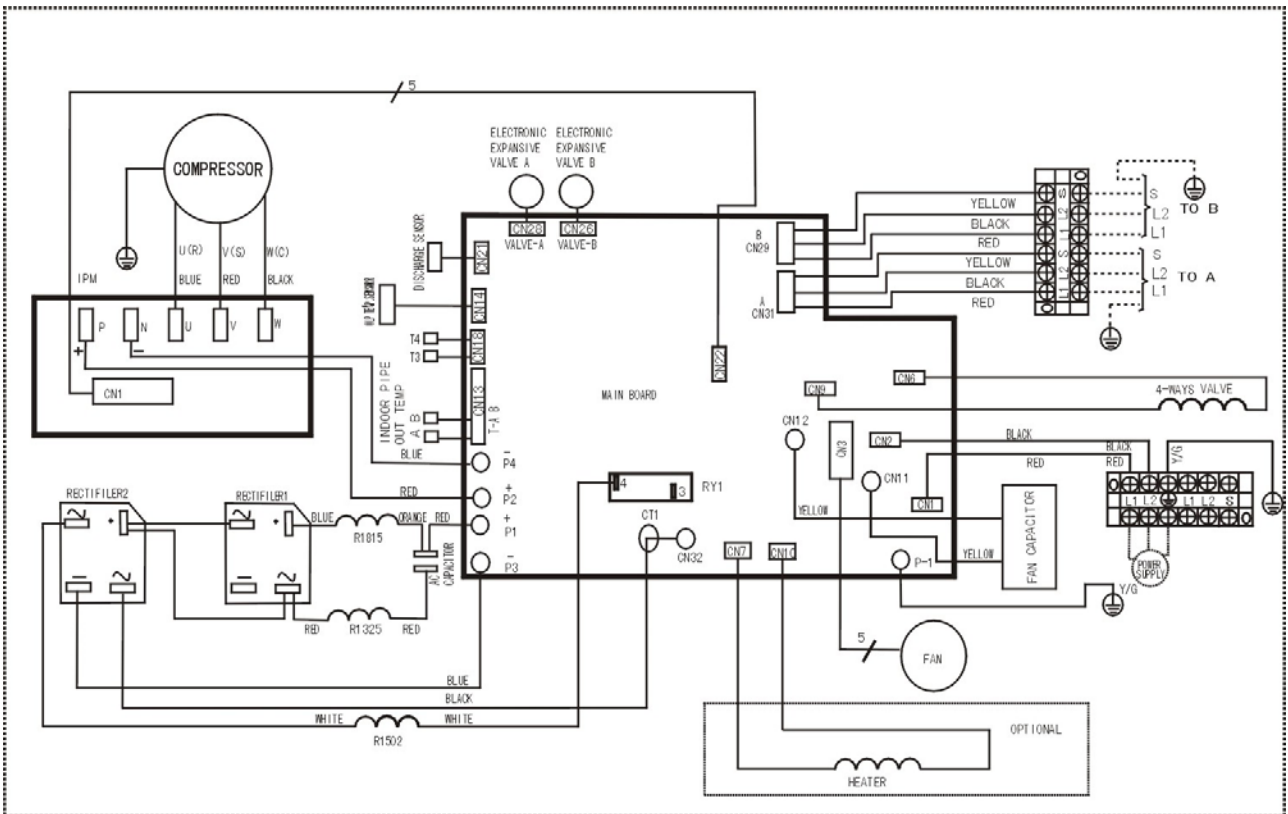 5
COMPRESSOR
ELECTRONIC EXPANSIVE VALVE A
ELECTRONIC EXPANSIVE VALVE B
U(R)
V(S)
W(C)
BLUE
RED
BLACK
IPM
P
N
U
V
W
+
-
CN1
DISCHARGE SENSOR
CN21
CN28
VALVE-A
CN26
VALVE-B
CN14
T4
T3
CN18
CN13
T-A B
INDOOR PIPE
OUT TEMP
A B
BLUE
-
P4
RED
+
P2
+
P1
-
P3
MAIN BOARD
CN22
B
CN29
A
CN31
YELLOW
BLACK
RED
YELLOW
BLACK
RED
S
L2
L1
S
L2
L1
S
L2
L1
TO B
S
L2
L1
TO A
CN9
CN6
4-WAYS VALVE
CN12
CN3
CN2
CN11
CN1
BLACK
BLACK
RED
RED
Y/G
L1
L2
L1
L2
S
POWER
SUPPLY
YELLOW
YELLOW
FAN CAPACITOR
P-1
Y/G
4
3
RY1
CT1
CN32
CN7
CN10
5
FAN
RECTIFILER2
RECTIFILER1
+
-
+
-
BLUE
R1815
ORANGE
RED
AC
CAPACITOR
RED
R1325
RED
BLUE
BLACK
WHITE
R1502
WHITE
OPTIONAL
HEATER